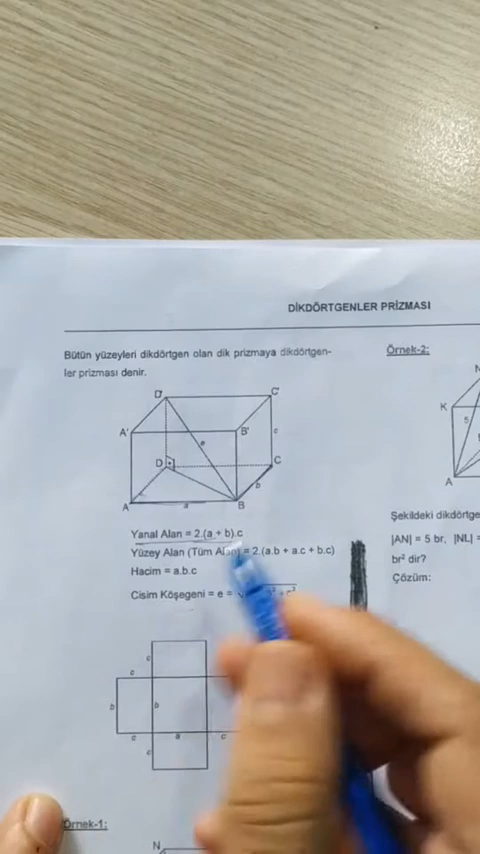 DİKDÖRTGENLER PRİZMASI
Bütün yüzeyleri dikdörtgen olan dik prizmaya dikdörtgen-
ler prizması denir.
D' C'
A' B'
e c
D C
b
A a B
Yanal Alan = 2.(a + b).c
Yüzey Alan (Tüm Alan) = 2.(a.b + a.c + b.c)
Hacim = a.b.c
Cisim Köşegeni = e =
c
c
b b
c a c
c
Örnek-1:
N
Örnek-2:
N
K
5
A
Şekildeki dikdörtge
|AN| = 5 br, |NL| =
br² dir?
Çözüm: